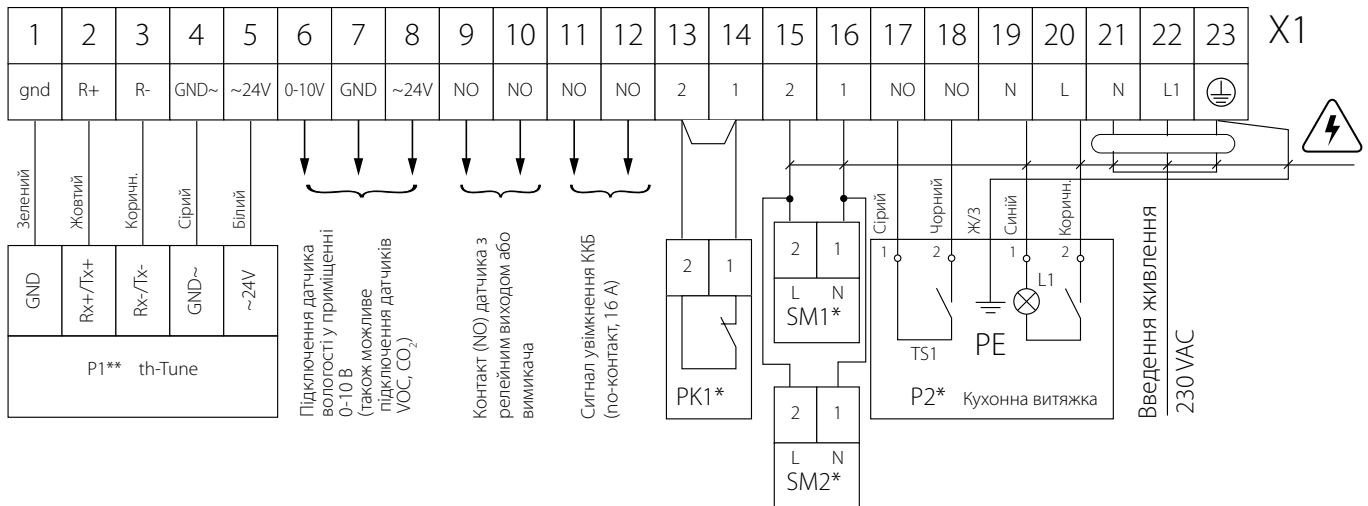 1 2 3 4 5 6 7 8 9 10 11 12 13 14 15 16 17 18 19 20 21 22 23 X1
gnd R+ R- GND~ ~24V 0-10V GND ~24V NO NO NO NO 2 1 2 1 NO NO N L N L1
Зелений
Жовтий
Коричн.
Сірий
Білий
GND
Rx+/Tx+
Rx-/Tx-
GND~
~24V
P1** th-Tune
Підключення датчика
вологості у приміщенні
0-10 В
(також можливе
підключення датчиків
VOC, CO₂)
Контакт (NO) датчика з
релейним виходом або
вимикача
Сигнал увімкнення ККБ
(no-контакт, 16 А)
2 1
PK1*
2 1
L N
SM1*
2 1
L N
SM2*
Сірий
Чорний
Ж/З
Синій
Коричн.
1 2 1 2
L1
TS1
PE
P2* Кухонна витяжка
Введення живлення
230 VAC